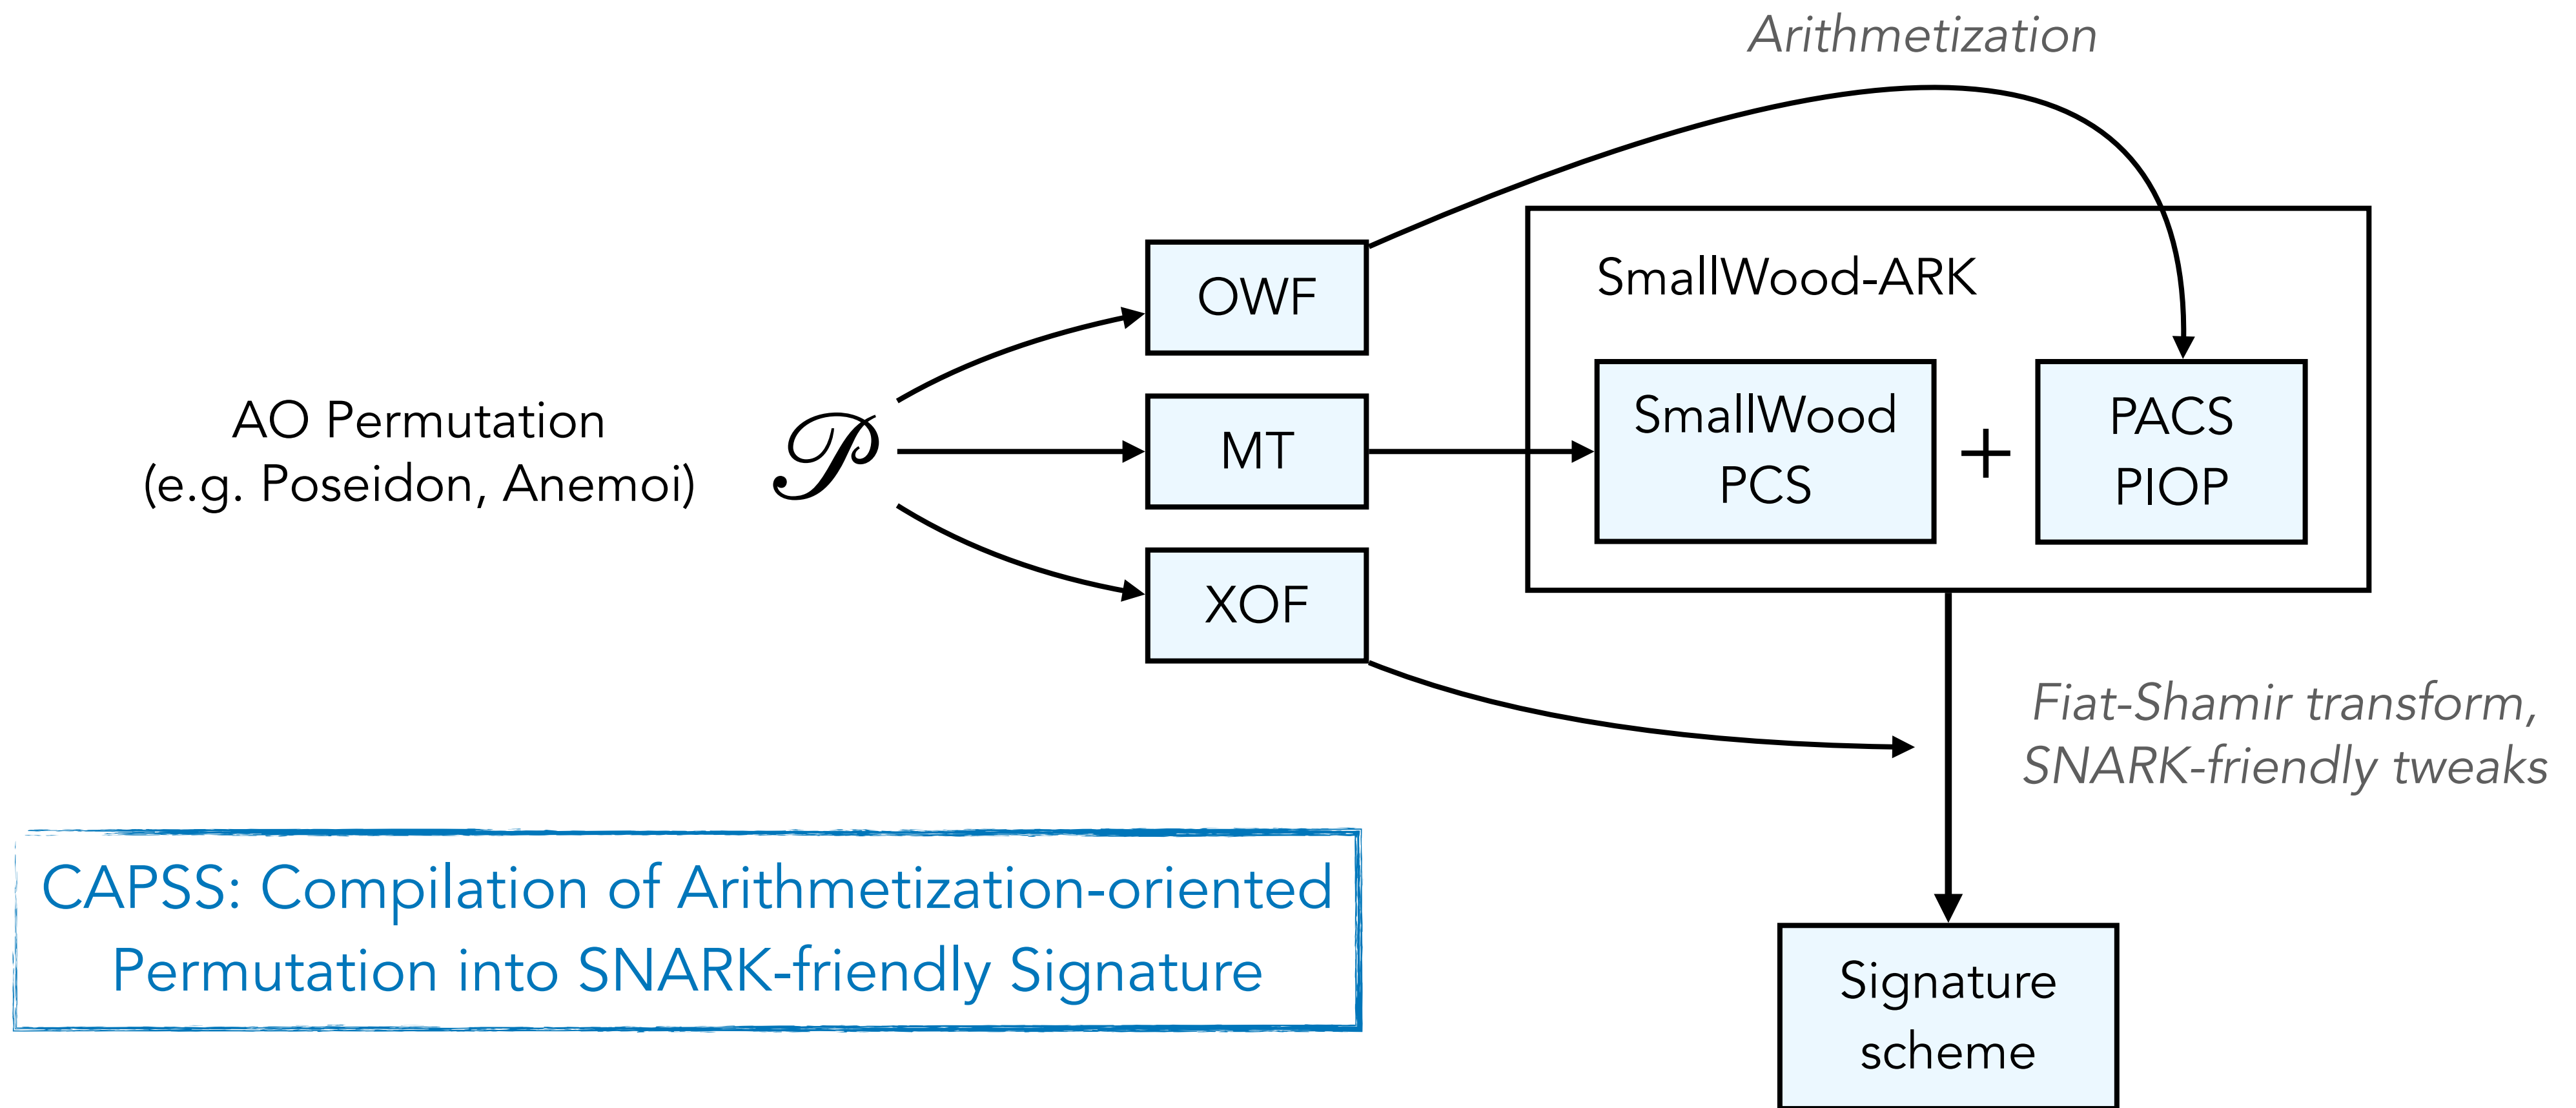 Arithmetization
AO Permutation
(e.g. Poseidon, Anemoi)
𝒫
OWF
MT
XOF
SmallWood-ARK
SmallWood
PCS
+
PACS
PIOP
Fiat-Shamir transform,
SNARK-friendly tweaks
CAPSS: Compilation of Arithmetization-oriented
Permutation into SNARK-friendly Signature
Signature
scheme